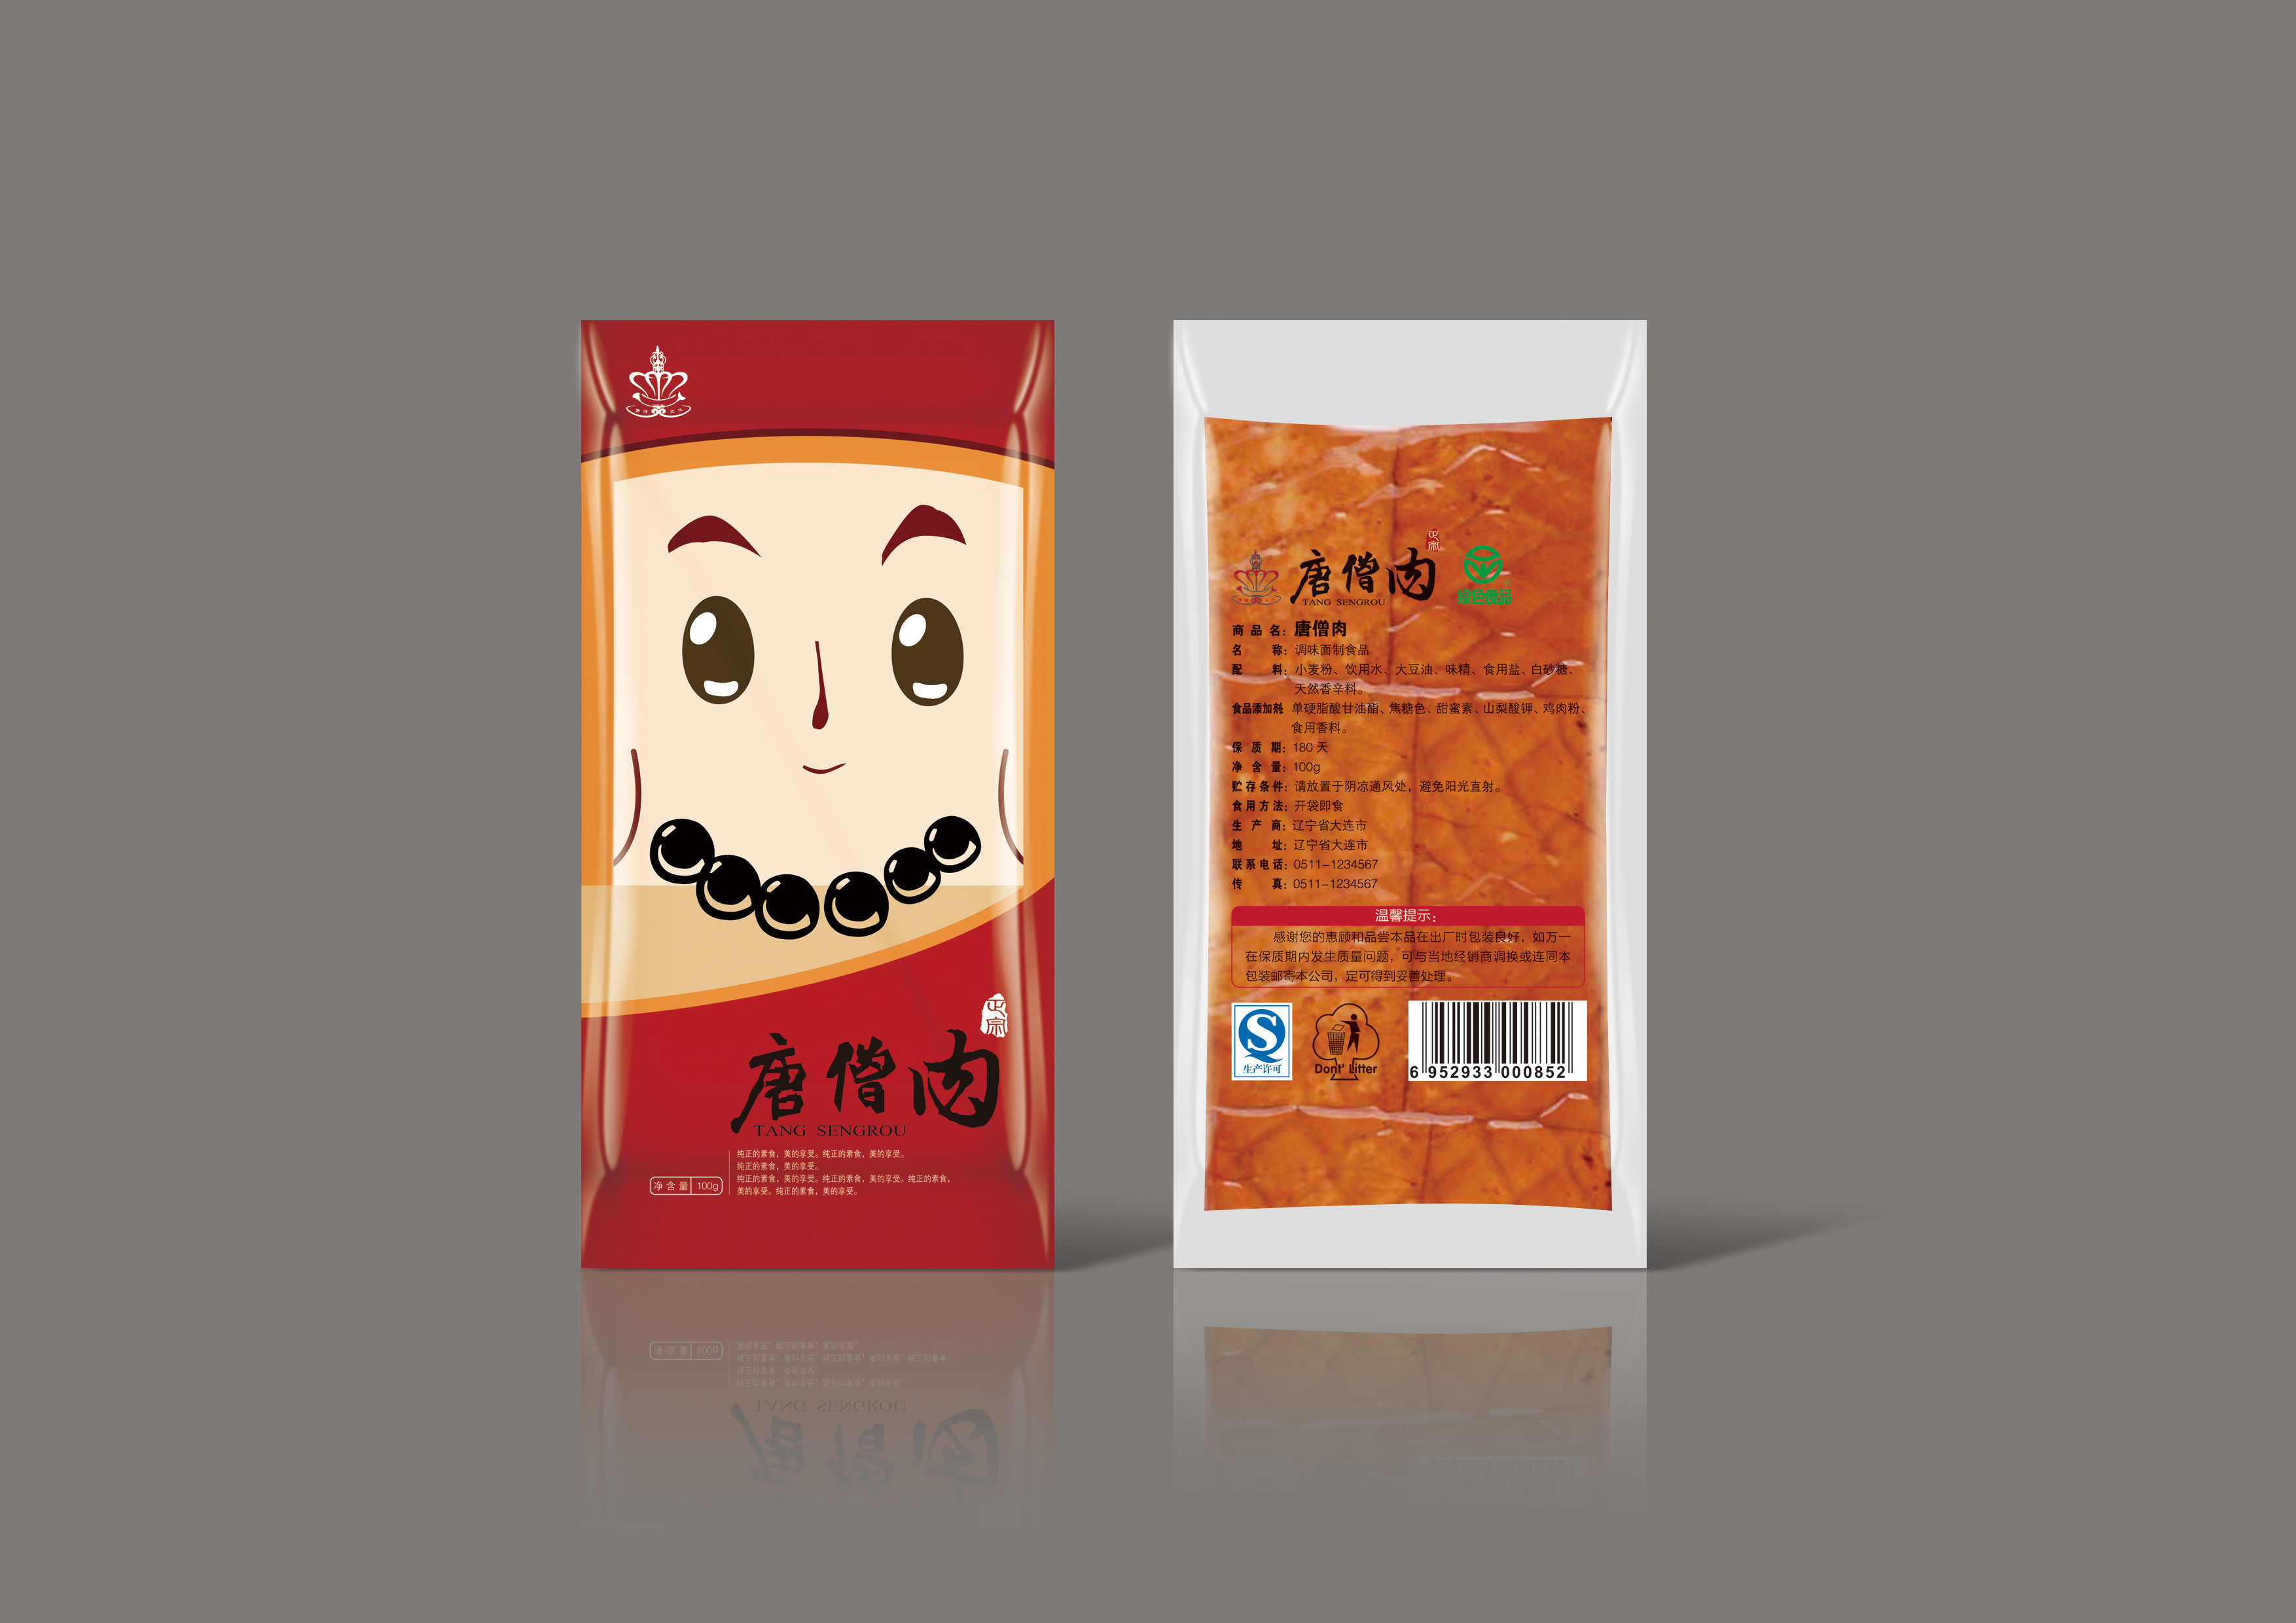 正宗
唐僧肉
TANG SENGROU
净含量 100g
纯正的素食，美的享受。纯正的素食，美的享受。
纯正的素食，美的享受。
纯正的素食，美的享受。纯正的素食，美的享受。纯正的素食，
美的享受。纯正的素食，美的享受。
正宗
唐僧肉
TANG SENGROU
绿色食品
商品名：唐僧肉
名称：调味面制食品
配料：小麦粉、饮用水、大豆油、味精、食用盐、白砂糖、
天然香辛料。
食品添加剂：单硬脂酸甘油酯、焦糖色、甜蜜素、山梨酸钾、鸡肉粉、
食用香料。
保质期：180 天
净含量：100g
贮存条件：请放置于阴凉通风处，避免阳光直射。
食用方法：开袋即食
生产商：辽宁省大连市
地址：辽宁省大连市
联系电话：0511-1234567
传真：0511-1234567
温馨提示：
感谢您的惠顾和品尝本品在出厂时包装良好，如万一
在保质期内发生质量问题，可与当地经销商调换或连同本
包装邮寄本公司，定可得到妥善处理。
生产许可
Dont' Litter
6 952933 000852